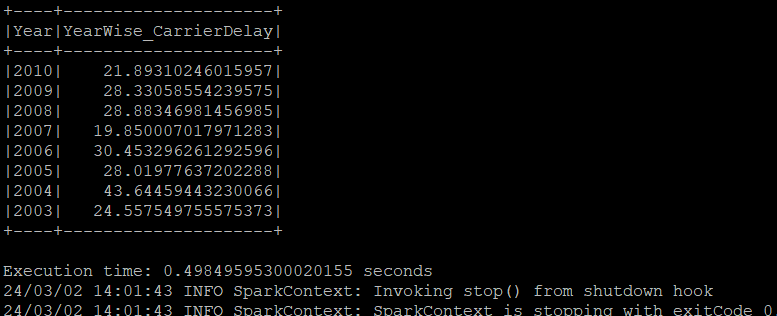 +----+---------------------+
|Year|YearWise_CarrierDelay|
+----+---------------------+
|2010|    21.89310246015957|
|2009|    28.33058554239575|
|2008|    28.88346981456985|
|2007|   19.850007017971283|
|2006|   30.453296261292596|
|2005|    28.01977637202288|
|2004|    43.64459443230066|
|2003|   24.557549755575373|
+----+---------------------+

Execution time: 0.49849595300020155 seconds
24/03/02 14:01:43 INFO SparkContext: Invoking stop() from shutdown hook
24/03/02 14:01:43 INFO SparkContext: SparkContext is stopping with exitCode 0